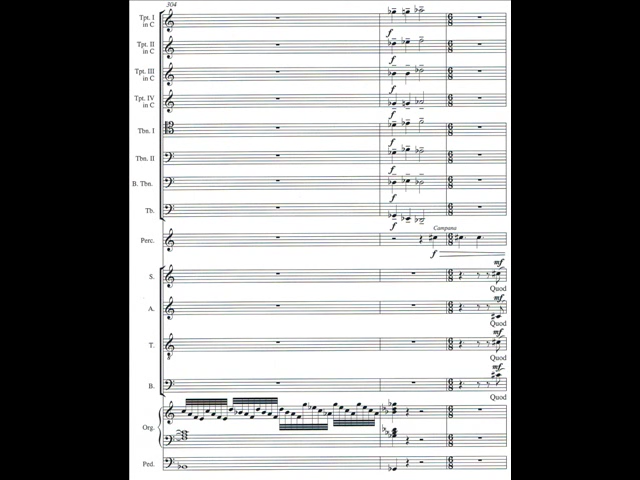 304
Tpt. I
in C
f
Tpt. II
in C
f
Tpt. III
in C
f
Tpt. IV
in C
f
Tbn. I
f
Tbn. II
f
B. Tbn.
f
Tb.
f
Campana
Perc.
f
mf
S.
Quod
mf
A.
Quod
mf
T.
Quod
mf
B.
Quod
Org.
Ped.